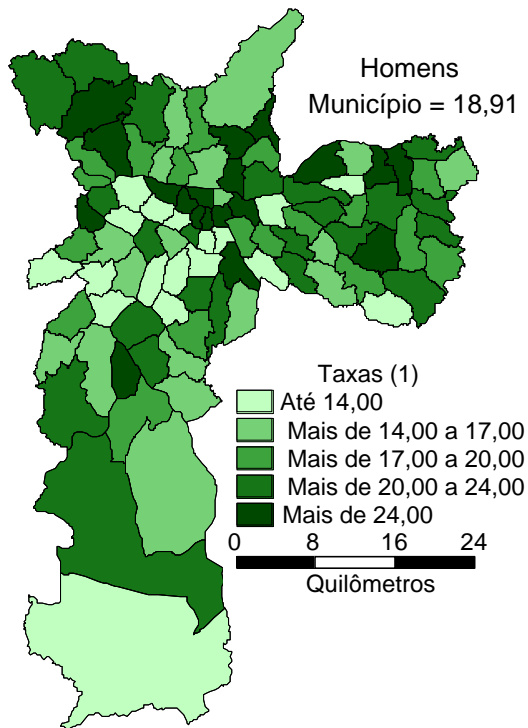 Homens
Município = 18,91
Taxas (1)
Até 14,00
Mais de 14,00 a 17,00
Mais de 17,00 a 20,00
Mais de 20,00 a 24,00
Mais de 24,00
0 8 16 24
Quilômetros